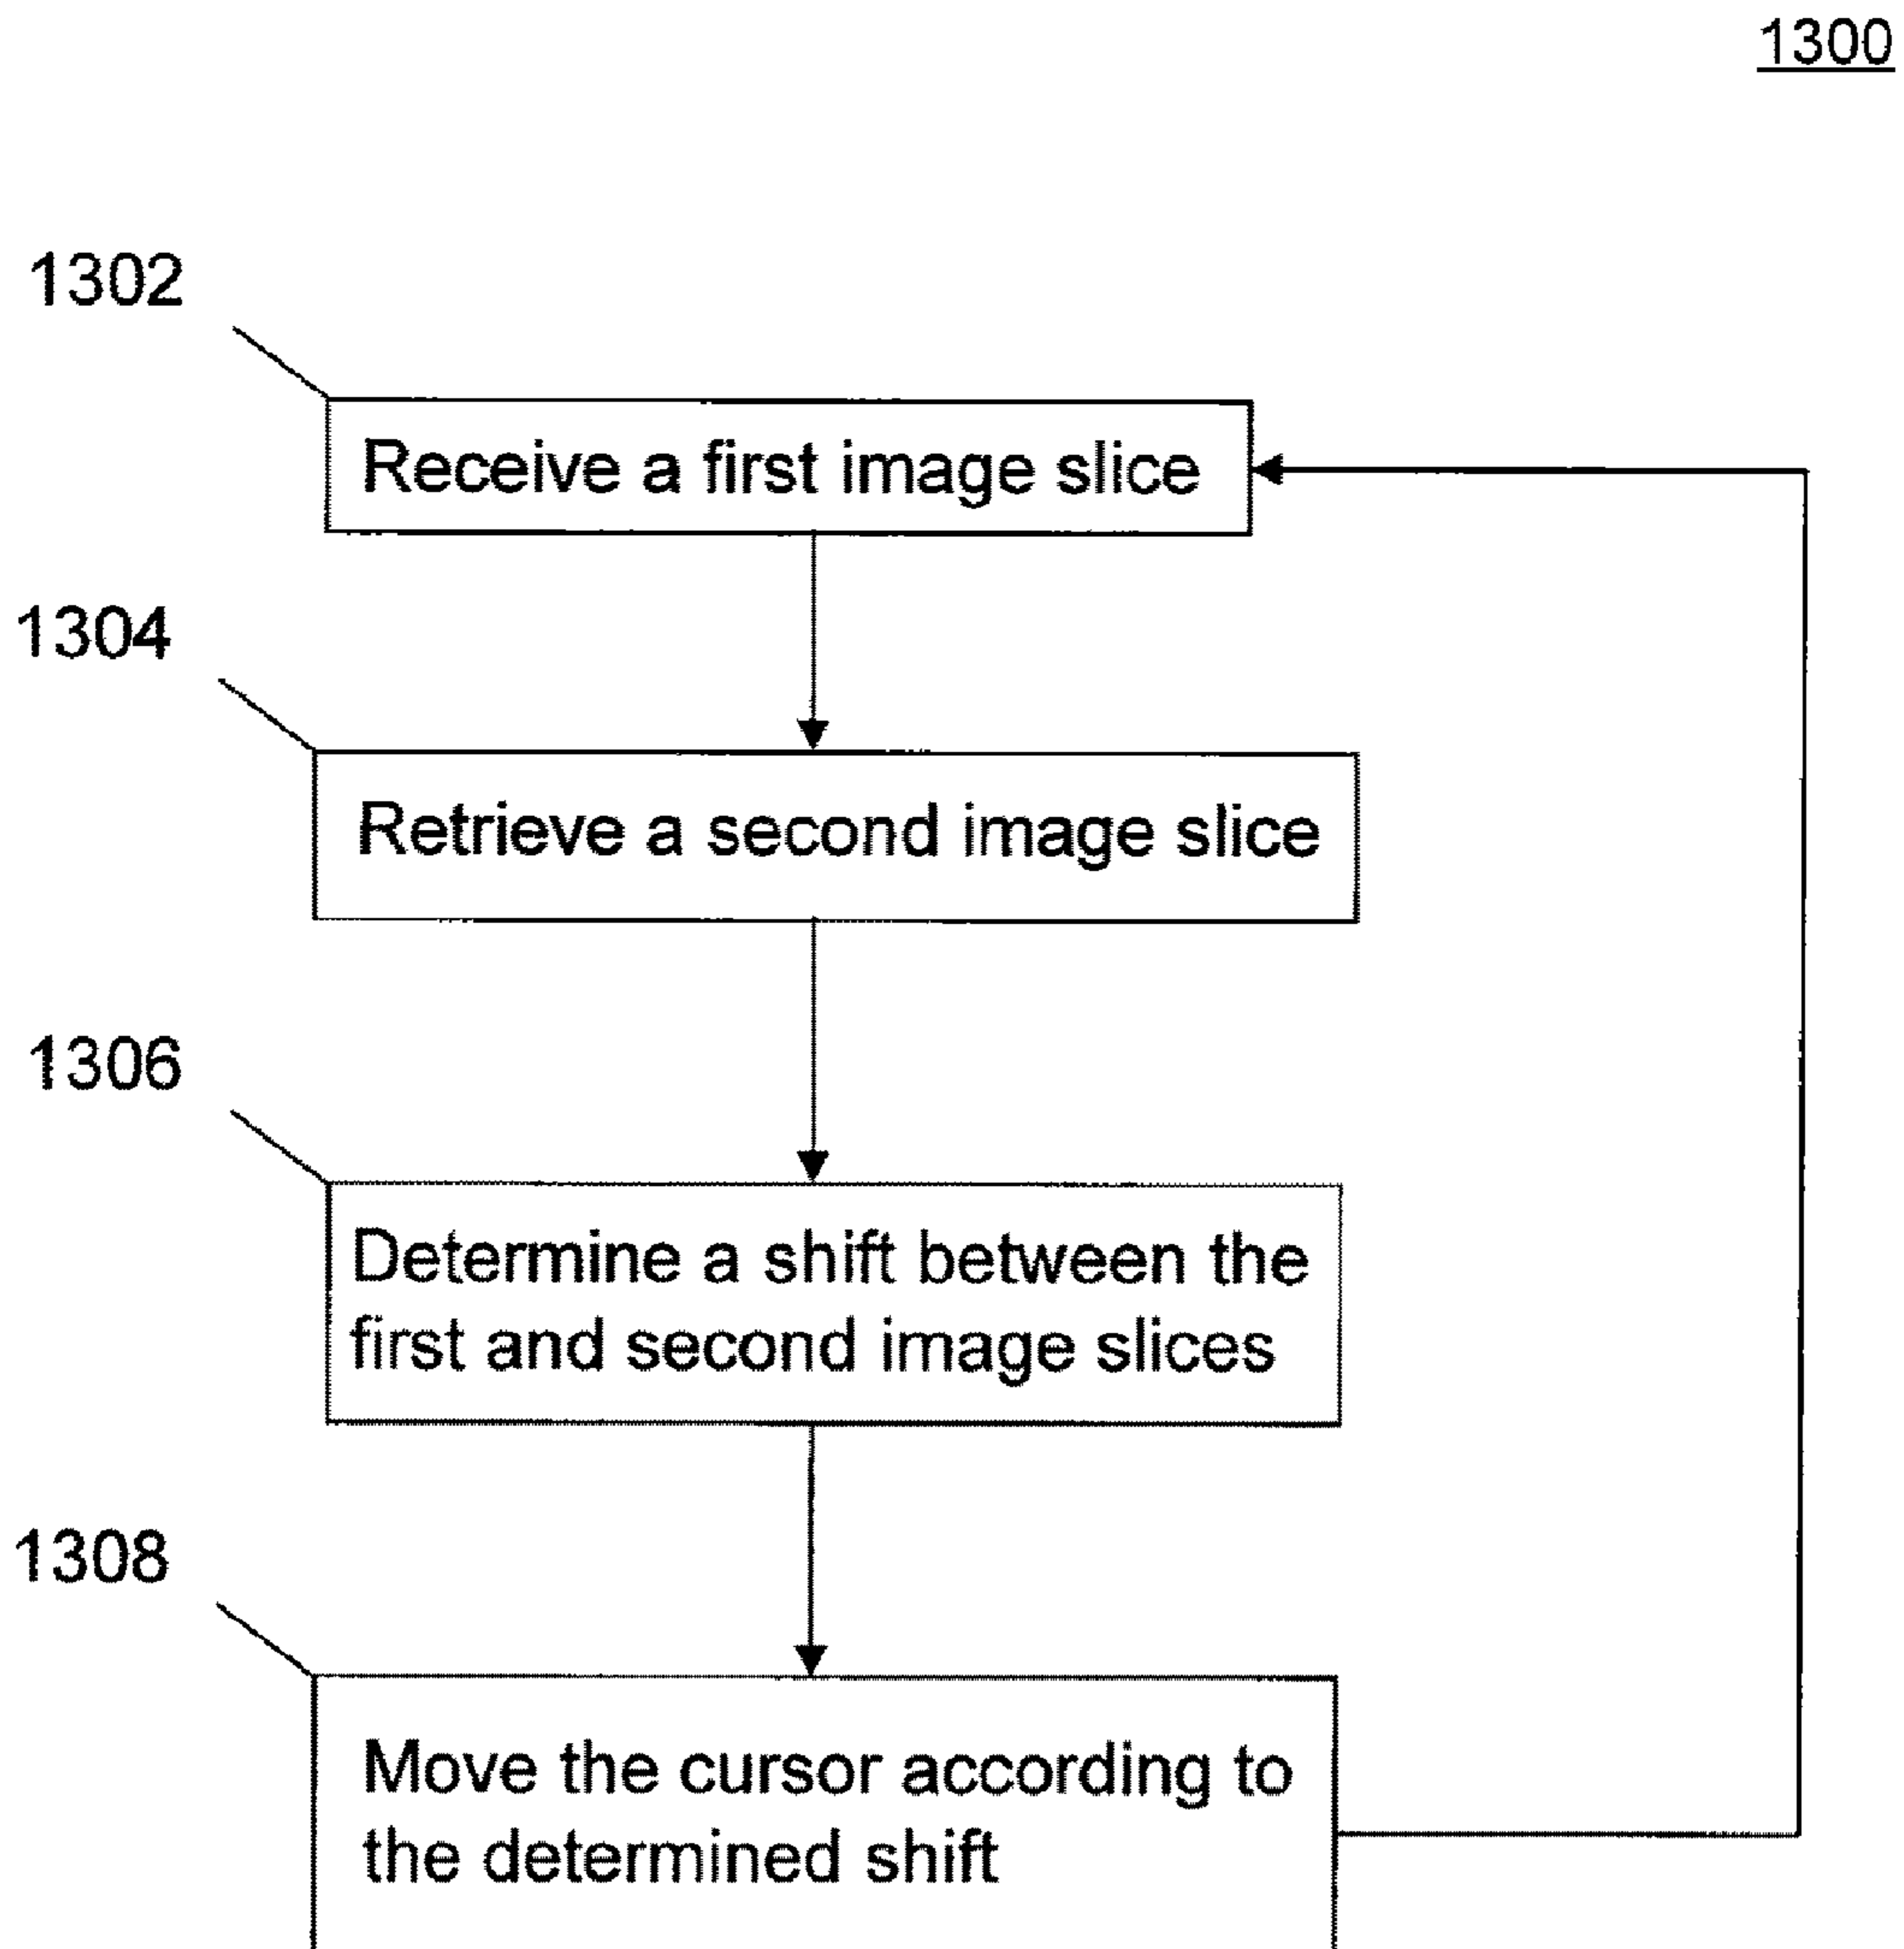 1300
1302
Receive a first image slice
1304
Retrieve a second image slice
1306
Determine a shift between the
first and second image slices
1308
Move the cursor according to
the determined shift